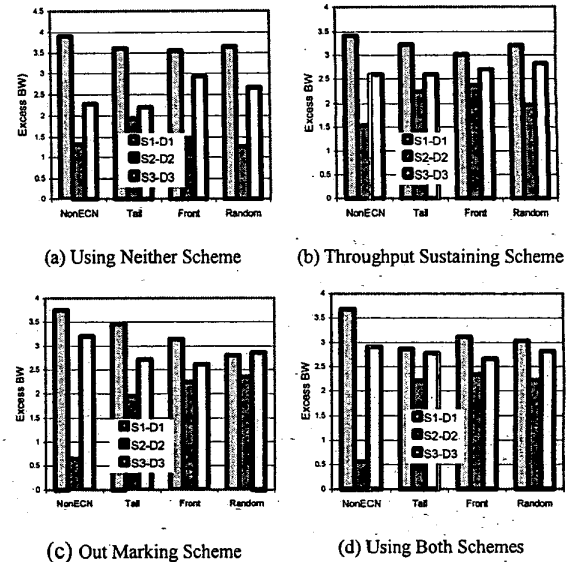 4.5
4
3.5
3
2.5
2
1.5
1
0.5
0
Excess BW)
S1-D1
S2-D2
S3-D3
NonECN Tail Front Random
(a) Using Neither Scheme
4
3.5
3
2.5
2
1.5
1
0.5
0
Excess BW
S1-D1
S2-D2
S3-D3
NonECN Tail Front Random
(b) Throughput Sustaining Scheme
4
3.5
3
2.5
2
1.5
1
0.5
0
Excess BW
S1-D1
S2-D2
S3-D3
NonECN Tail Front Random
(c) Out Marking Scheme
4
3.5
3
2.5
2
1.5
1
0.5
0
Excess BW
S1-D1
S2-D2
S3-D3
NonECN Tail Front Random
(d) Using Both Schemes